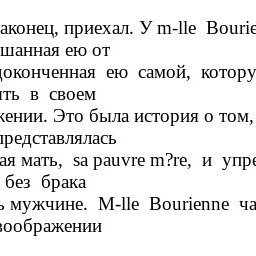 аконец, приехал. У m-lle Bourie
шанная ею от
доконченная ею самой, котору
ить в своем
жении. Это была история о том,
представлялась
ая мать, sa pauvre m?re, и упре
без брака
ь мужчине. M-lle Bourienne ча
воображении